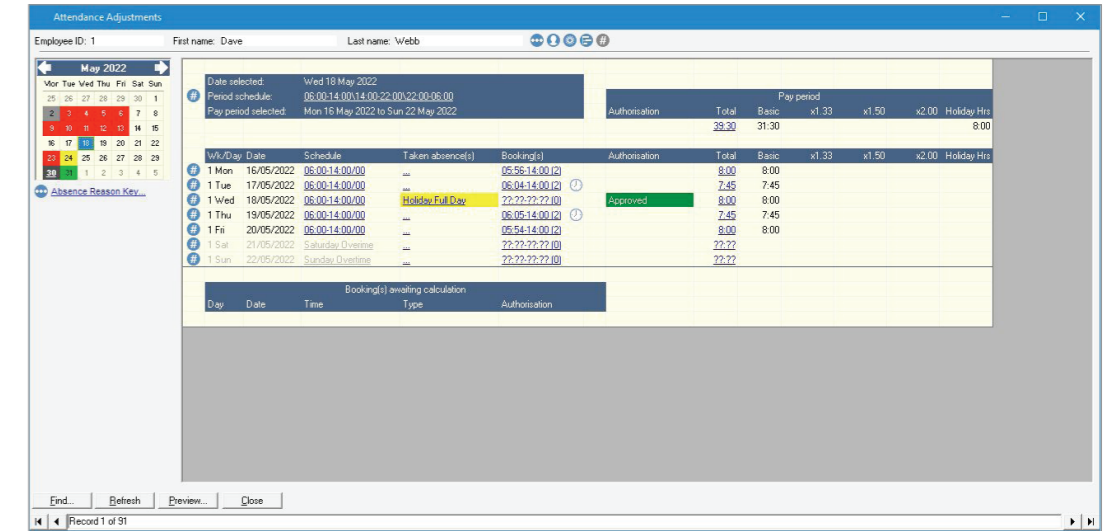 Attendance Adjustments
Employee ID: 1 First name: Dave Last name: Webb
May 2022
Mon Tue Wed Thu Fri Sat Sun
25 26 27 28 29 30 1
2 3 4 5 6 7 8
9 10 11 12 13 14 15
16 17 18 19 20 21 22
23 24 25 26 27 28 29
30 31 1 2 3 4 5
Absence Reason Key...
Date selected: Wed 18 May 2022
Period schedule: 06:00-14:00\14:00-22:00\22:00-06:00 Pay period
Pay period selected: Mon 16 May 2022 to Sun 22 May 2022 Authorisation Total Basic x1.33 x1.50 x2.00 Holiday Hrs
39:30 31:30 8:00
Wk/Day Date Schedule Taken absence(s) Booking(s) Authorisation Total Basic x1.33 x1.50 x2.00 Holiday Hrs
1 Mon 16/05/2022 06:00-14:00/00 ... 05:56-14:00 (2) 8:00 8:00
1 Tue 17/05/2022 06:00-14:00/00 ... 06:04-14:00 (2) 7:45 7:45
1 Wed 18/05/2022 06:00-14:00/00 Holiday Full Day ??:??-??:?? (0) Approved 8:00 8:00
1 Thu 19/05/2022 06:00-14:00/00 ... 06:05-14:00 (2) 7:45 7:45
1 Fri 20/05/2022 06:00-14:00/00 ... 05:54-14:00 (2) 8:00 8:00
1 Sat 21/05/2022 Saturday Overime ... ??:??-??:?? (0) ??:??
1 Sun 22/05/2022 Sunday Overtime ... ??:??-??:?? (0) ??:??
Booking(s) awaiting calculation
Day Date Time Type Authorisation
Find... Refresh Preview... Close
Record 1 of 91